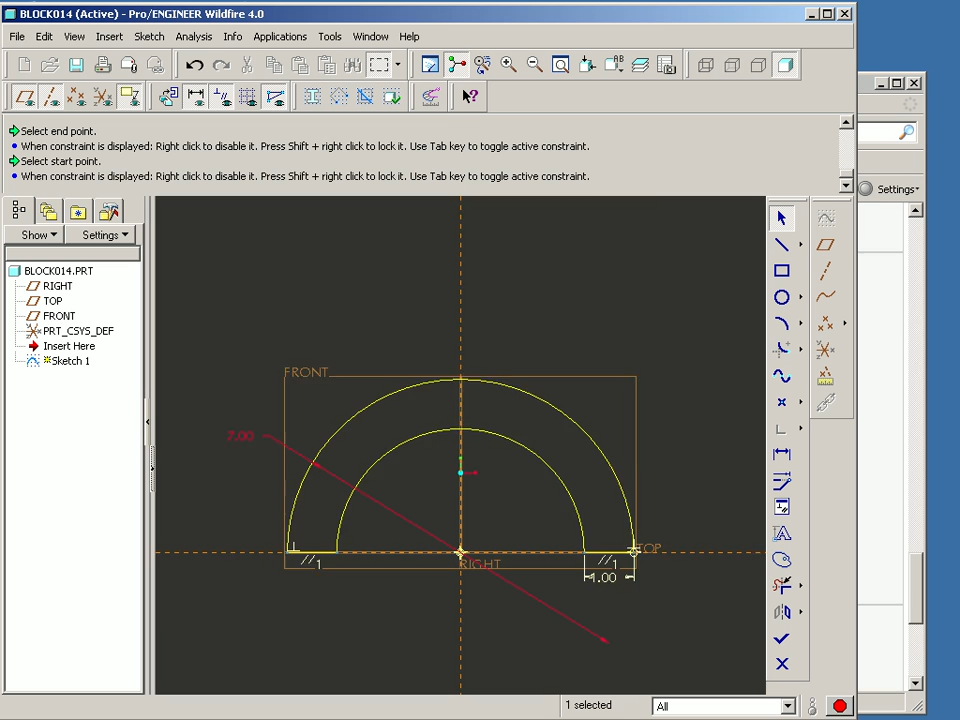 BLOCK014 (Active) - Pro/ENGINEER Wildfire 4.0
File Edit View Insert Sketch Analysis Info Applications Tools Window Help
Select end point.
When constraint is displayed: Right click to disable it. Press Shift + right click to lock it. Use Tab key to toggle active constraint.
Select start point.
When constraint is displayed: Right click to disable it. Press Shift + right click to lock it. Use Tab key to toggle active constraint.
Settings
Show Settings
BLOCK014.PRT
RIGHT
TOP
FRONT
PRT_CSYS_DEF
Insert Here
Sketch 1
FRONT
7.00
TOP
//1
RIGHT
//1
1.00
1 selected All